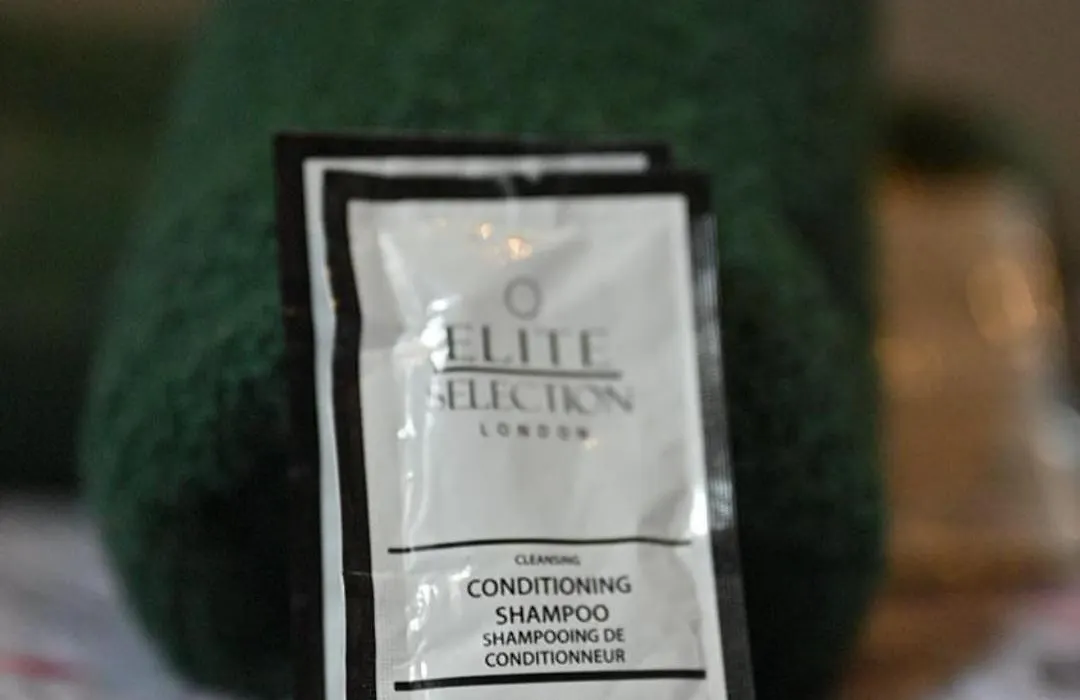 ELITE
SELECTION
LONDON
CLEANSING
CONDITIONING
SHAMPOO
SHAMPOOING DE
CONDITIONNEUR